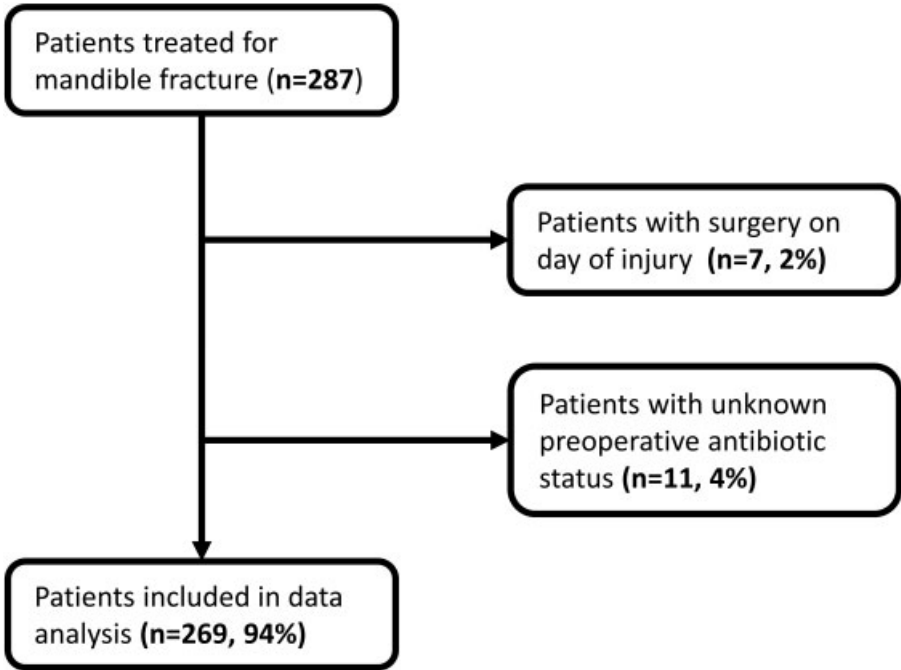 Patients treated for
mandible fracture (n=287)
Patients with surgery on
day of injury (n=7, 2%)
Patients with unknown
preoperative antibiotic
status (n=11, 4%)
Patients included in data
analysis (n=269, 94%)